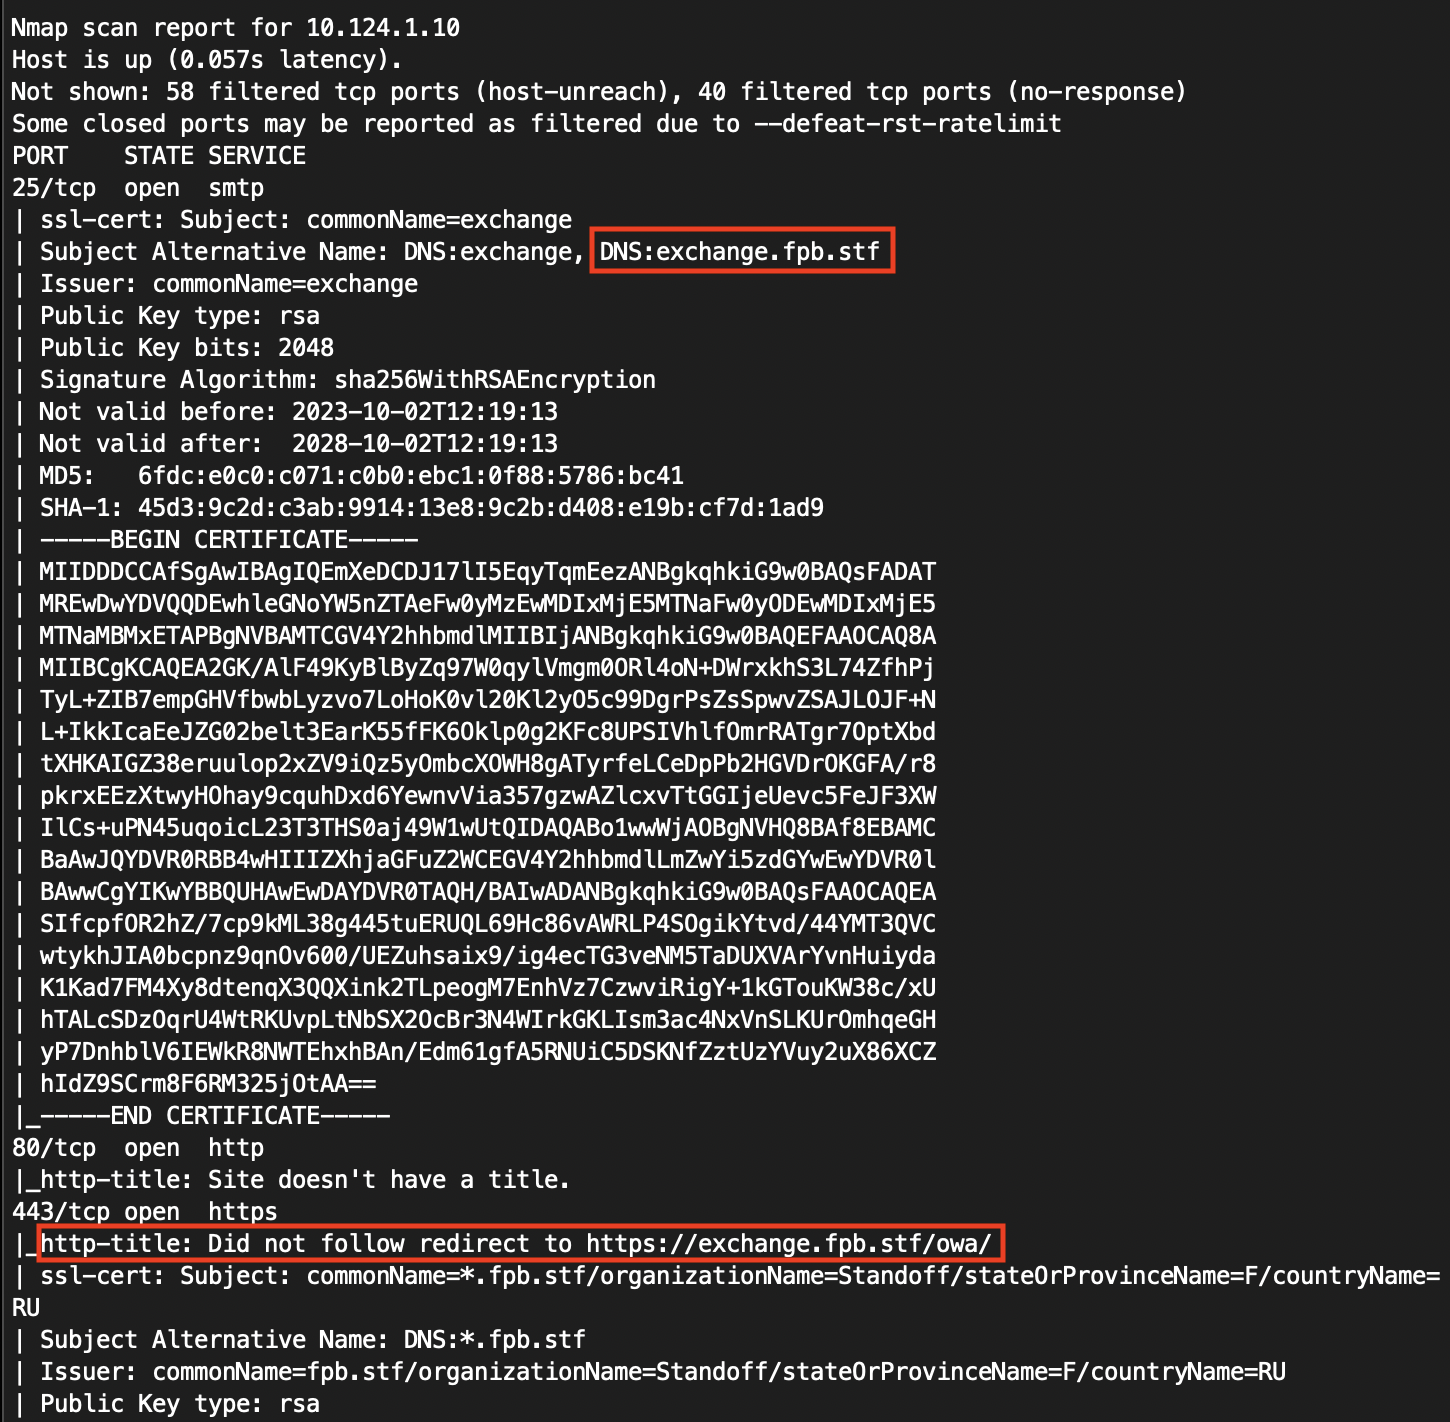 Nmap scan report for 10.124.1.10
Host is up (0.057s latency).
Not shown: 58 filtered tcp ports (host-unreach), 40 filtered tcp ports (no-response)
Some closed ports may be reported as filtered due to --defeat-rst-ratelimit
PORT    STATE SERVICE
25/tcp  open  smtp
| ssl-cert: Subject: commonName=exchange
| Subject Alternative Name: DNS:exchange, DNS:exchange.fpb.stf
| Issuer: commonName=exchange
| Public Key type: rsa
| Public Key bits: 2048
| Signature Algorithm: sha256WithRSAEncryption
| Not valid before: 2023-10-02T12:19:13
| Not valid after:  2028-10-02T12:19:13
| MD5:   6fdc:e0c0:c071:c0b0:ebc1:0f88:5786:bc41
| SHA-1: 45d3:9c2d:c3ab:9914:13e8:9c2b:d408:e19b:cf7d:1ad9
| -----BEGIN CERTIFICATE-----
| MIIDDDCCAfSgAwIBAgIQEmXeDCDJ17lI5EqyTqmEezANBgkqhkiG9w0BAQsFADAT
| MREwDwYDVQQDEwhleGNoYW5nZTAeFw0yMzEwMDIxMjE5MTNaFw0yODEwMDIxMjE5
| MTNaMBMxETAPBgNVBAMTCGV4Y2hhbmdlMIIBIjANBgkqhkiG9w0BAQEFAAOCAQ8A
| MIIBCgKCAQEA2GK/AlF49KyBlByZq97W0qylVmgm0ORl4oN+DWrxkhS3L74ZfhPj
| TyL+ZIB7empGHVfbwbLyzvo7LoHoK0vl20Kl2yO5c99DgrPsZsSpwvZSAJLOJF+N
| L+IkkIcaEeJZG02belt3EarK55fFK6Oklp0g2KFc8UPSIVhlfOmrRATgr7OptXbd
| tXHKAIGZ38eruulop2xZV9iQz5yOmbcXOWH8gATyrfeLCeDpPb2HGVDrOKGFA/r8
| pkrxEEzXtwyHOhay9cquhDxd6YewnvVia357gzwAZlcxvTtGGIjeUevc5FeJF3XW
| IlCs+uPN45uqoicL23T3THS0aj49W1wUtQIDAQABo1wwWjAOBgNVHQ8BAf8EBAMC
| BaAwJQYDVR0RBB4wHIIIZXhjaGFuZ2WCEGV4Y2hhbmdlLmZwYi5zdGYwEwYDVR0l
| BAwwCgYIKwYBBQUHAwEwDAYDVR0TAQH/BAIwADANBgkqhkiG9w0BAQsFAAOCAQEA
| SIfcpfOR2hZ/7cp9kML38g445tuERUQL69Hc86vAWRLP4SOgikYtvd/44YMT3QVC
| wtykhJIA0bcpnz9qnOv600/UEZuhsaix9/ig4ecTG3veNM5TaDUXVArYvnHuiyda
| K1Kad7FM4Xy8dtenqX3QQXink2TLpeogM7EnhVz7CzwviRigY+1kGTouKW38c/xU
| hTALcSDzOqrU4WtRKUvpLtNbSX2OcBr3N4WIrkGKLIsm3ac4NxVnSLKUrOmhqeGH
| yP7DnhblV6IEWkR8NWTEhxhBAn/Edm61gfA5RNUiC5DSKNfZztUzYVuy2uX86XCZ
| hIdZ9SCrm8F6RM325jOtAA==
|_-----END CERTIFICATE-----
80/tcp  open  http
|_http-title: Site doesn't have a title.
443/tcp open  https
|_http-title: Did not follow redirect to https://exchange.fpb.stf/owa/
| ssl-cert: Subject: commonName=*.fpb.stf/organizationName=Standoff/stateOrProvinceName=F/countryName=
RU
| Subject Alternative Name: DNS:*.fpb.stf
| Issuer: commonName=fpb.stf/organizationName=Standoff/stateOrProvinceName=F/countryName=RU
| Public Key type: rsa